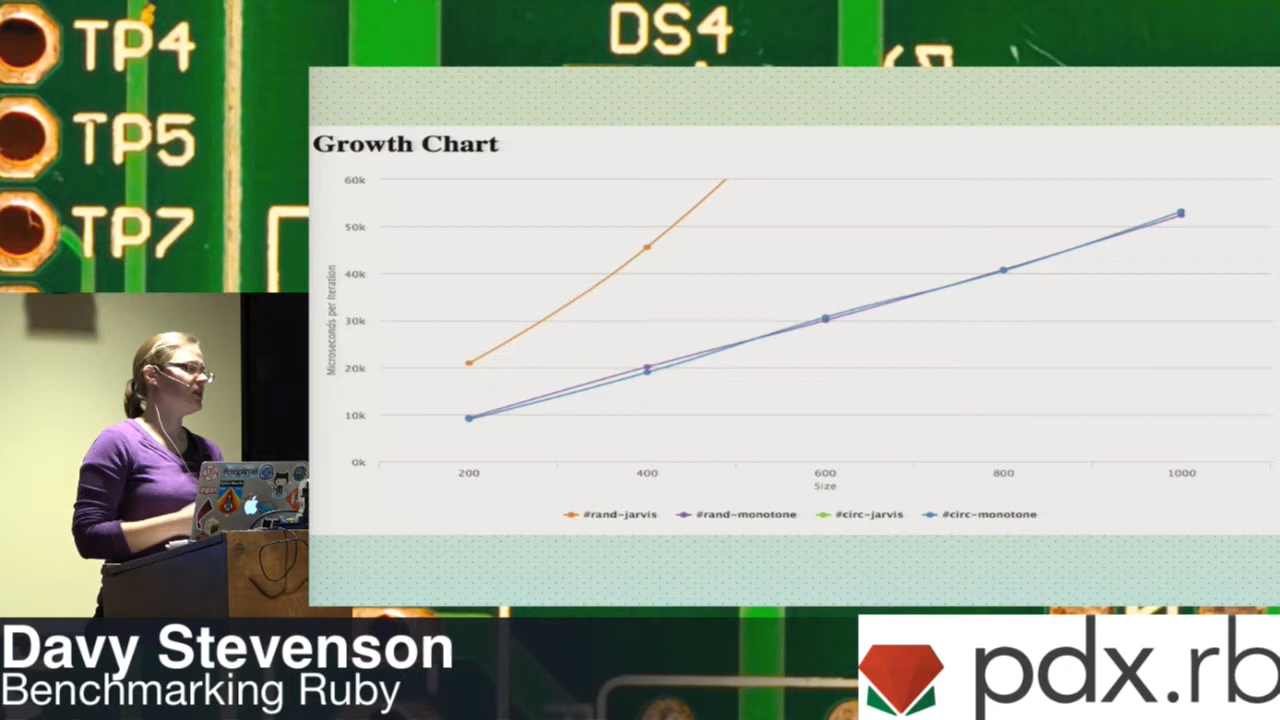 TP4
DS4
TP5
TP7
Growth Chart
60k
50k
40k
30k
20k
10k
0k
Microseconds per Iteration
200 400 600 800 1000
Size
#rand-jarvis #rand-monotone #circ-jarvis #circ-monotone
Davy Stevenson
Benchmarking Ruby
pdx.rb